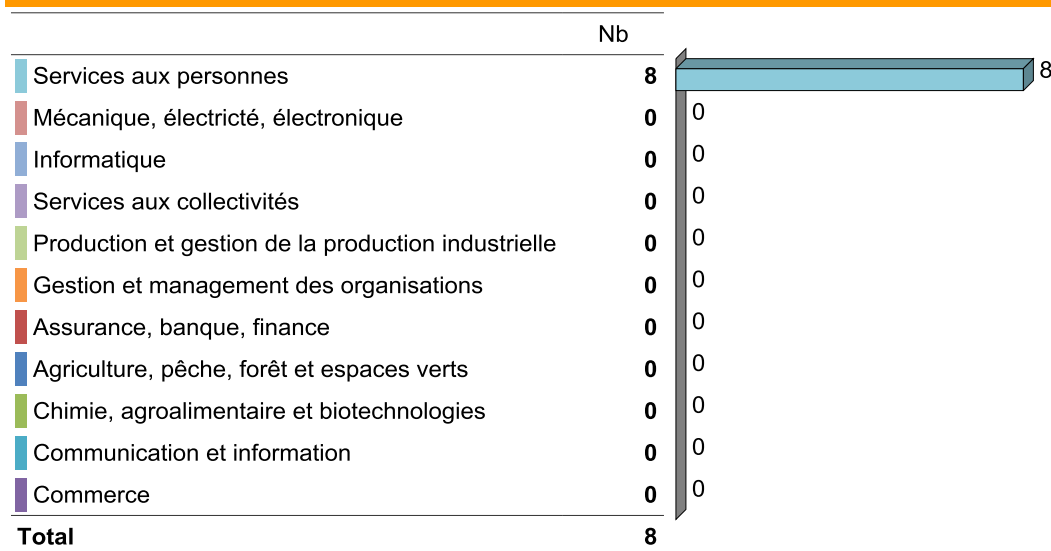 Nb
Services aux personnes 8 8
Mécanique, électricté, électronique 0 0
Informatique 0 0
Services aux collectivités 0 0
Production et gestion de la production industrielle 0 0
Gestion et management des organisations 0 0
Assurance, banque, finance 0 0
Agriculture, pêche, forêt et espaces verts 0 0
Chimie, agroalimentaire et biotechnologies 0 0
Communication et information 0 0
Commerce 0 0
Total 8